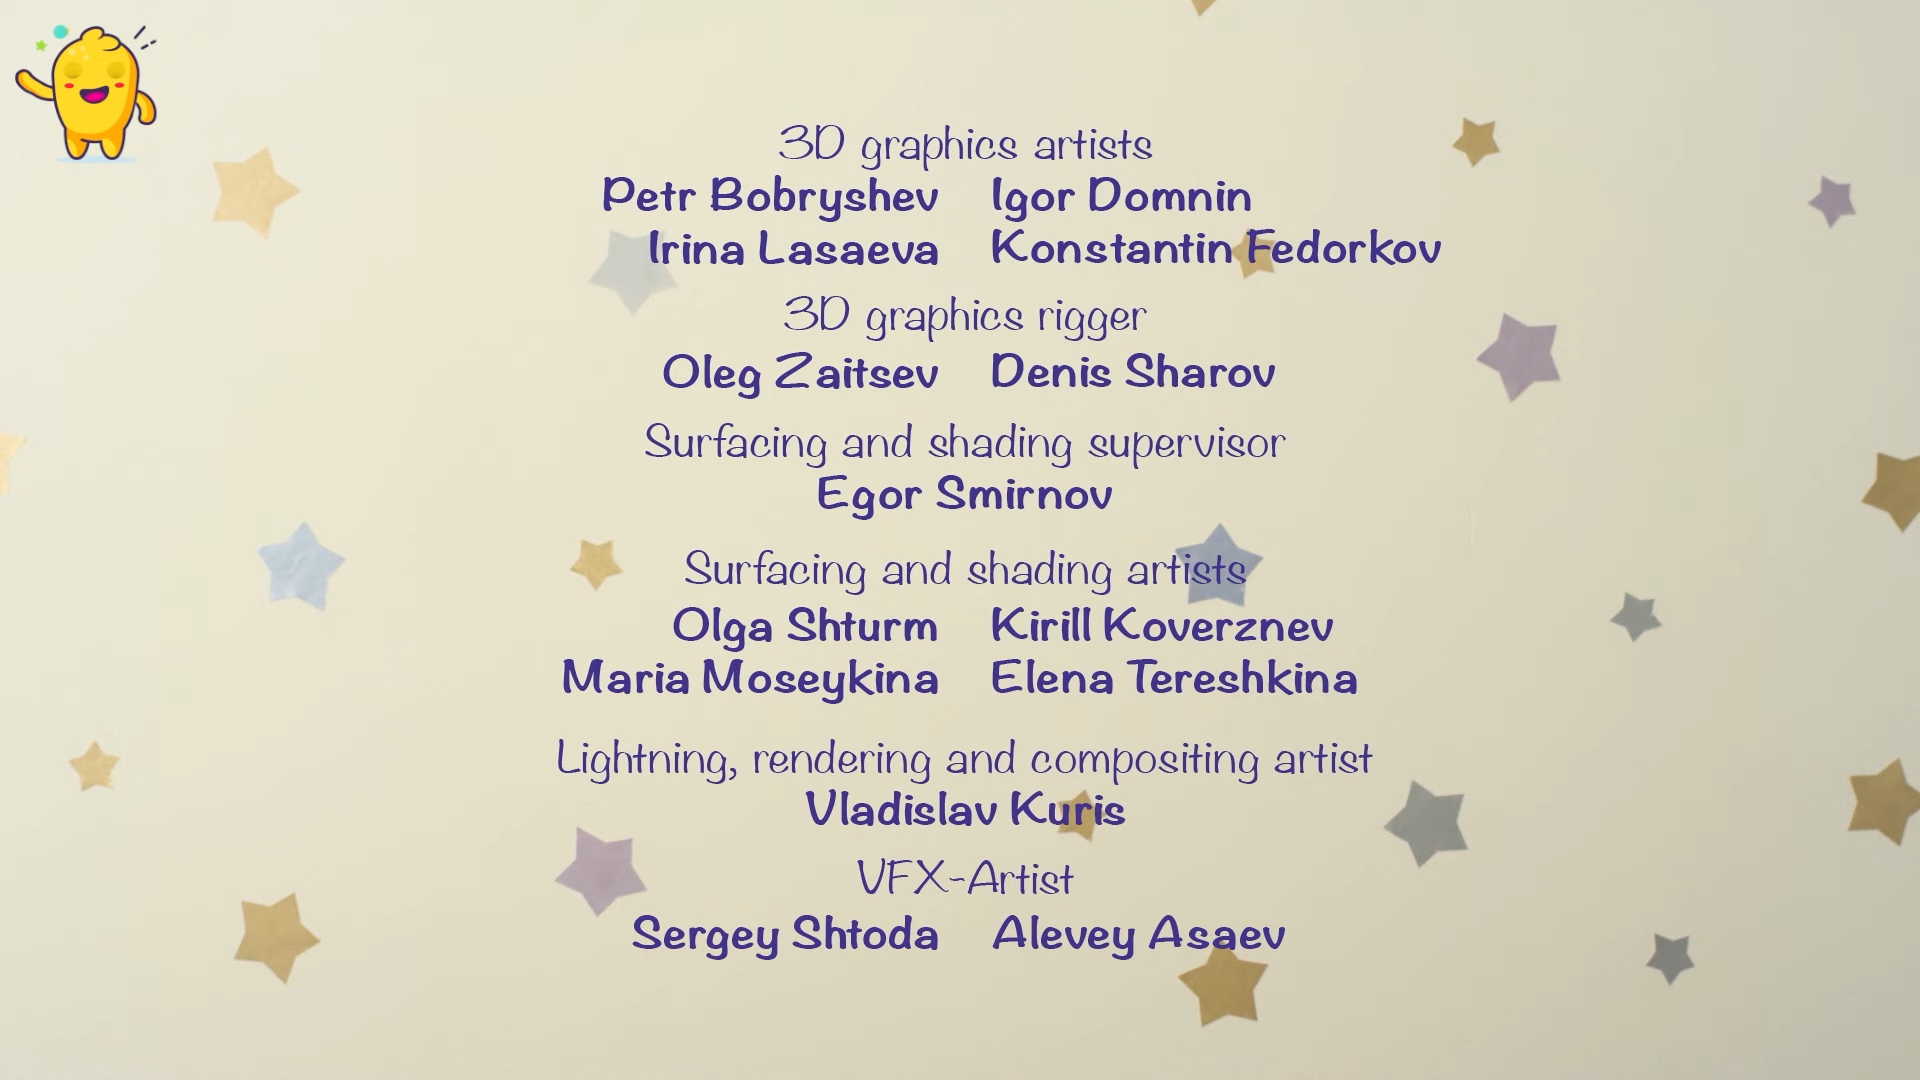 3D graphics artists
Petr Bobryshev Igor Domnin
Irina Lasaeva Konstantin Fedorkov
3D graphics rigger
Oleg Zaitsev Denis Sharov
Surfacing and shading supervisor
Egor Smirnov
Surfacing and shading artists
Olga Shturm Kirill Koverznev
Maria Moseykina Elena Tereshkina
Lightning, rendering and compositing artist
Vladislav Kuris
VFX-Artist
Sergey Shtoda Alevey Asaev